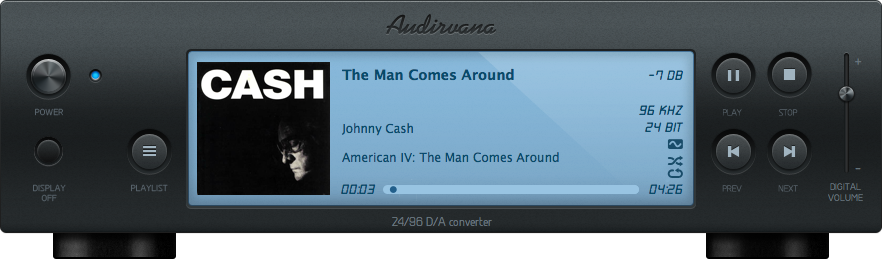 Audirvana
POWER
DISPLAY
OFF
PLAYLIST
CASH
The Man Comes Around
-7 DB
96 KHZ
Johnny Cash
24 BIT
American IV: The Man Comes Around
00:03
04:26
PLAY
STOP
PREV
NEXT
+
-
DIGITAL
VOLUME
24/96 D/A converter